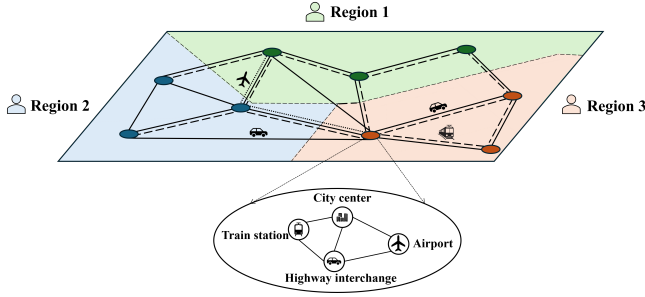 Region 1
Region 2
Region 3
City center
Train station
Airport
Highway interchange